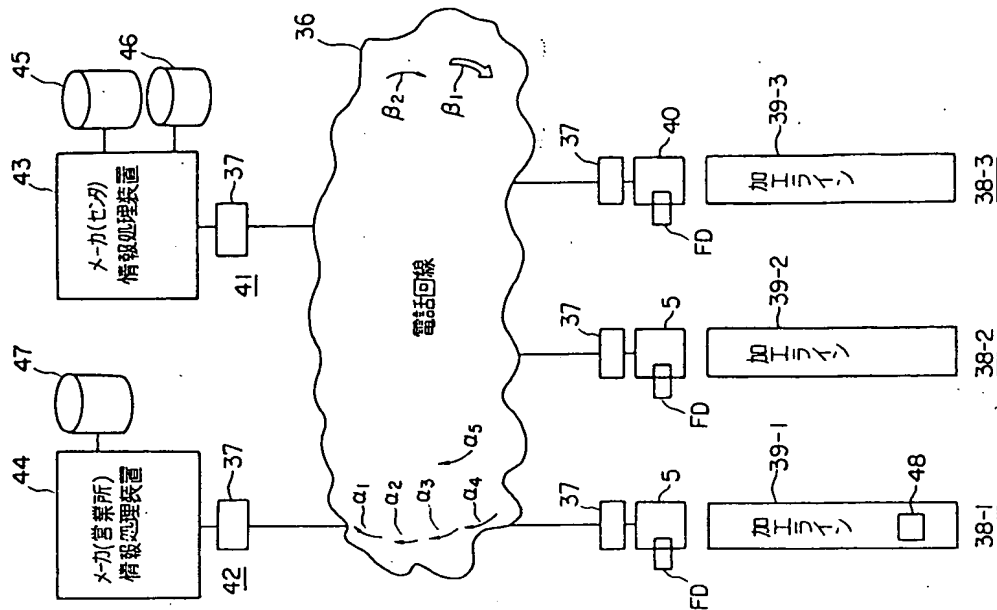 47
44
メーカ(営業所)
情報処理装置
37
42
45
46
43
メーカ(センタ)
情報処理装置
37
41
36
電話回線
α1
α2
α3
α4
α5
β2
β1
37
5
FD
39-1
加工ライン
48
38-1
37
5
FD
39-2
加工ライン
38-2
37
40
FD
39-3
加工ライン
38-3